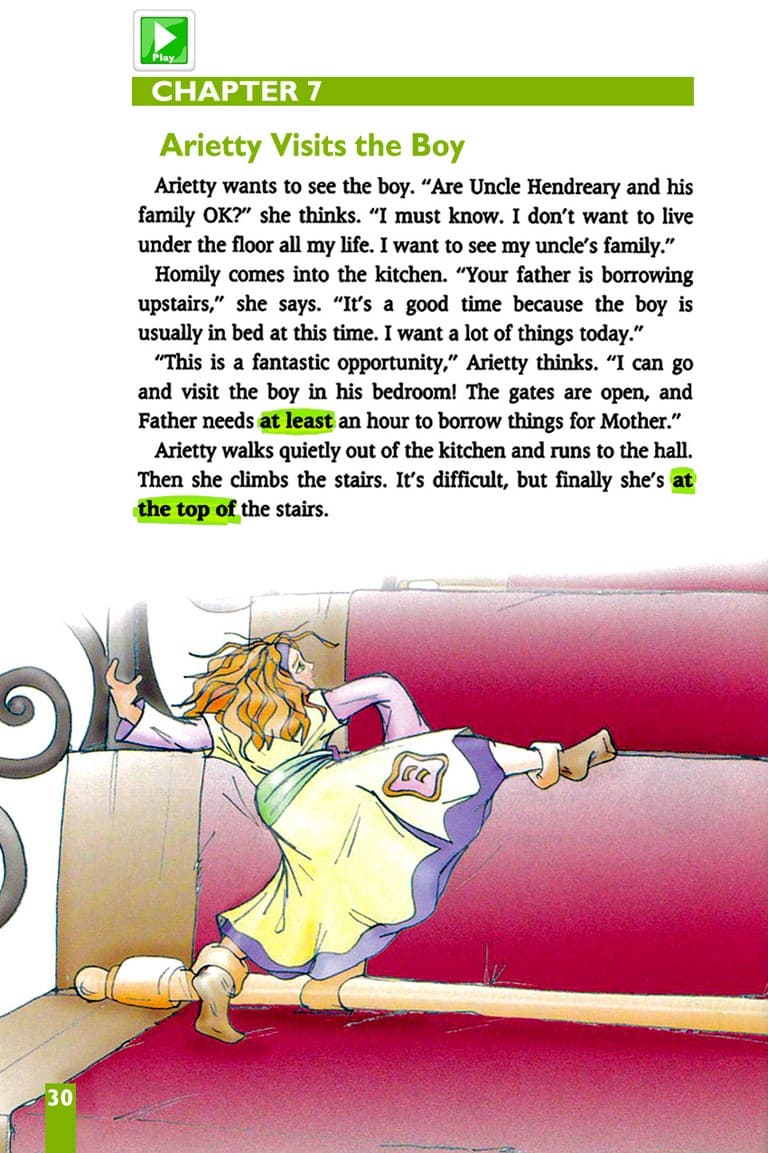 Play
CHAPTER 7
Arietty Visits the Boy
Arietty wants to see the boy. “Are Uncle Hendreary and his
family OK?” she thinks. “I must know. I don’t want to live
under the floor all my life. I want to see my uncle’s family.”
Homily comes into the kitchen. “Your father is borrowing
upstairs,” she says. “It’s a good time because the boy is
usually in bed at this time. I want a lot of things today.”
“This is a fantastic opportunity,” Arietty thinks. “I can go
and visit the boy in his bedroom! The gates are open, and
Father needs at least an hour to borrow things for Mother.”
Arietty walks quietly out of the kitchen and runs to the hall.
Then she climbs the stairs. It’s difficult, but finally she’s at
the top of the stairs.
30